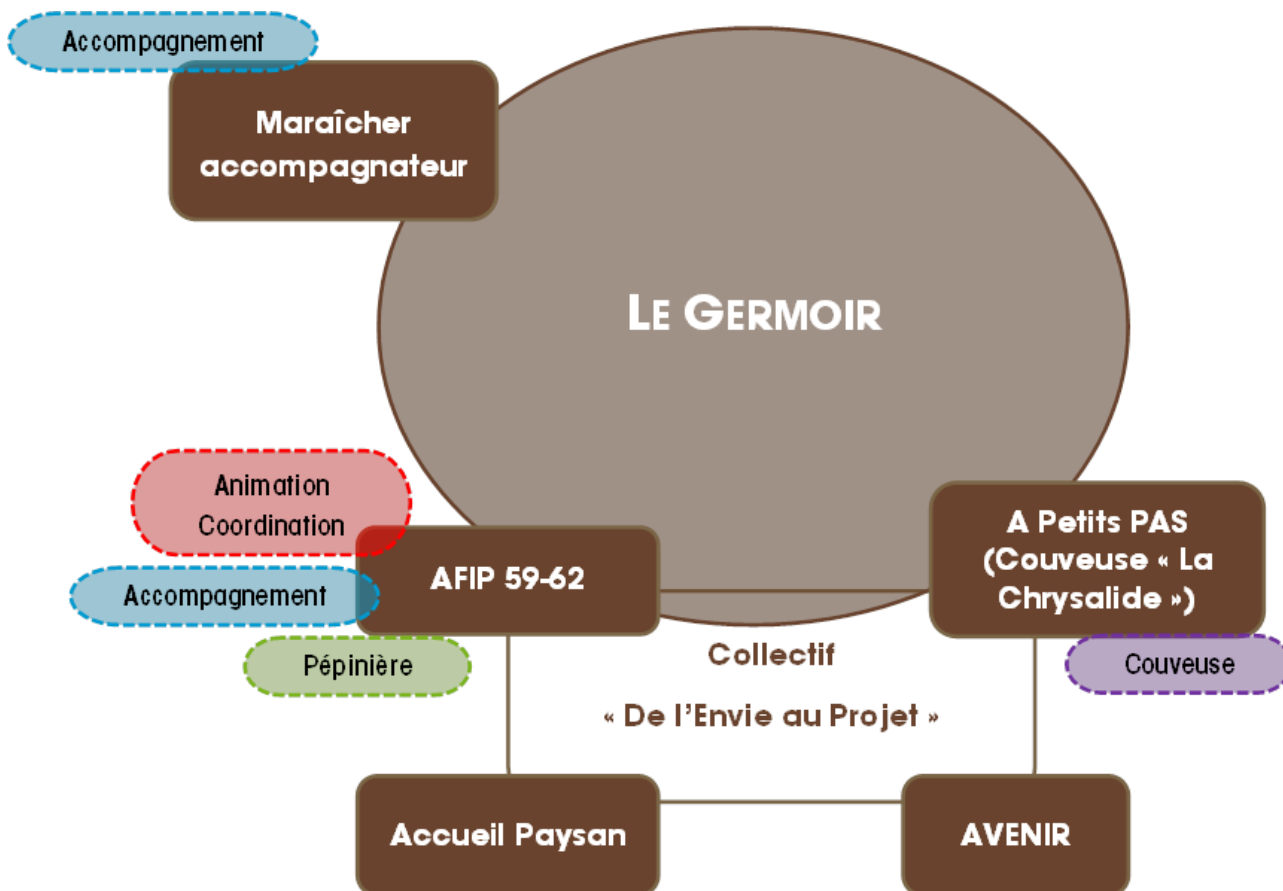 Accompagnement
Maraîcher
accompagnateur
LE GERMOIR
Animation
Coordination
AFIP 59-62
Accompagnement
Pépinière
A Petits PAS
(Couveuse « La
Chrysalide »)
Couveuse
Collectif
« De l'Envie au Projet »
Accueil Paysan
AVENIR